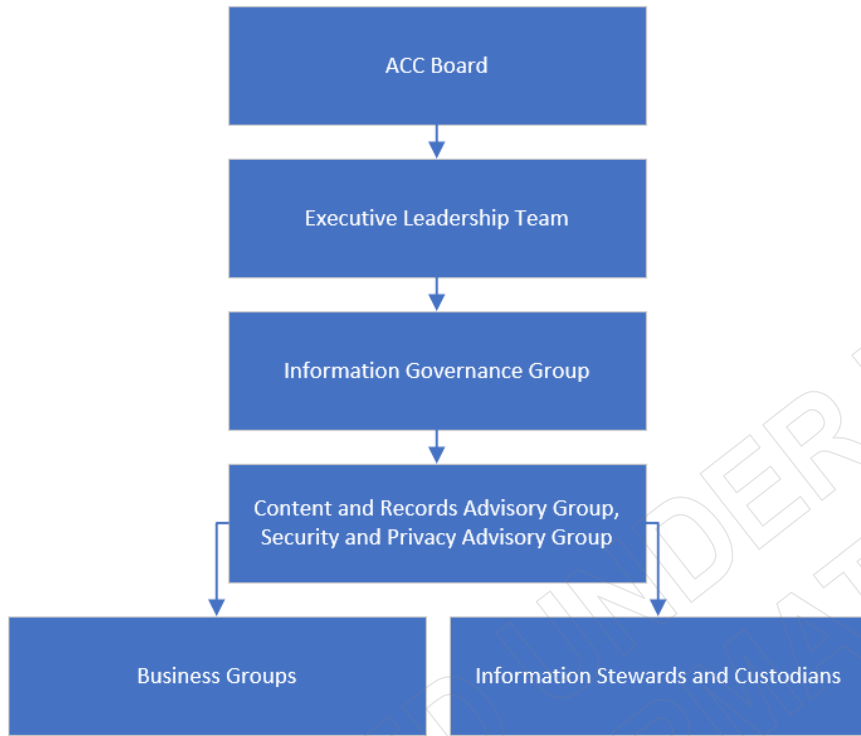 ACC Board
Executive Leadership Team
Information Governance Group
Content and Records Advisory Group,
Security and Privacy Advisory Group
Business Groups
Information Stewards and Custodians
UNDER